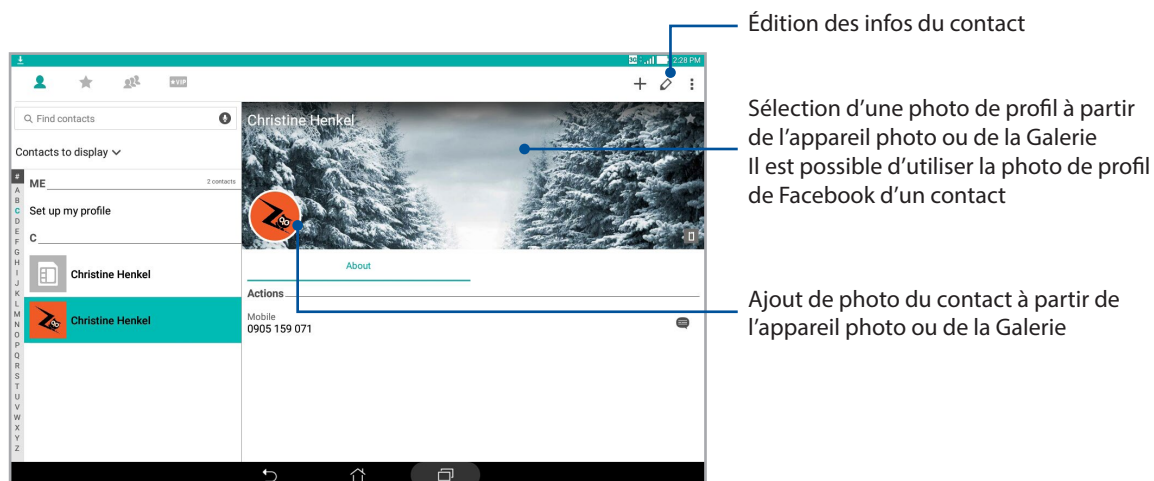 Édition des infos du contact
3G
2:28 PM
VIP
Find contacts
Christine Henkel
Sélection d’une photo de profil à partir
de l’appareil photo ou de la Galerie
Il est possible d’utiliser la photo de profil
de Facebook d’un contact
Contacts to display
ME
2 contacts
Set up my profile
C
Christine Henkel
Christine Henkel
#
A
B
C
D
E
F
G
H
I
J
K
L
M
N
O
P
Q
R
S
T
U
V
W
X
Y
Z
About
Actions
Mobile
0905 159 071
Ajout de photo du contact à partir de
l’appareil photo ou de la Galerie